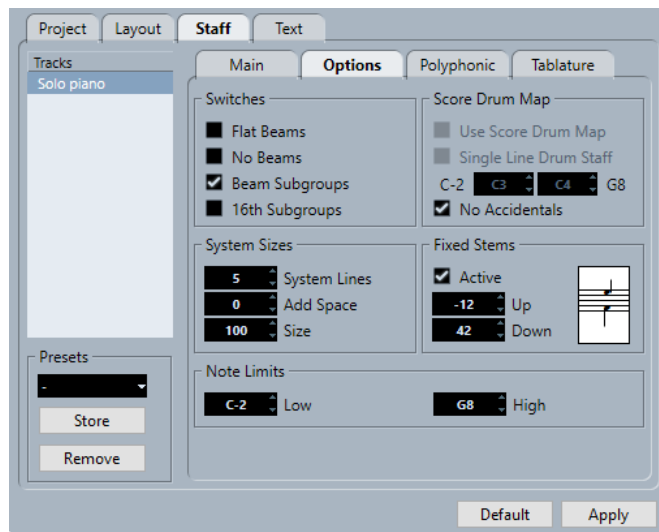 Project Layout Staff Text
Tracks
Solo piano
Main Options Polyphonic Tablature
Switches
Flat Beams
No Beams
Beam Subgroups
16th Subgroups
Score Drum Map
Use Score Drum Map
Single Line Drum Staff
C-2 C3 C4 G8
No Accidentals
System Sizes
5 System Lines
0 Add Space
100 Size
Fixed Stems
Active
-12 Up
42 Down
Presets
-
Store
Remove
Note Limits
C-2 Low G8 High
Default Apply